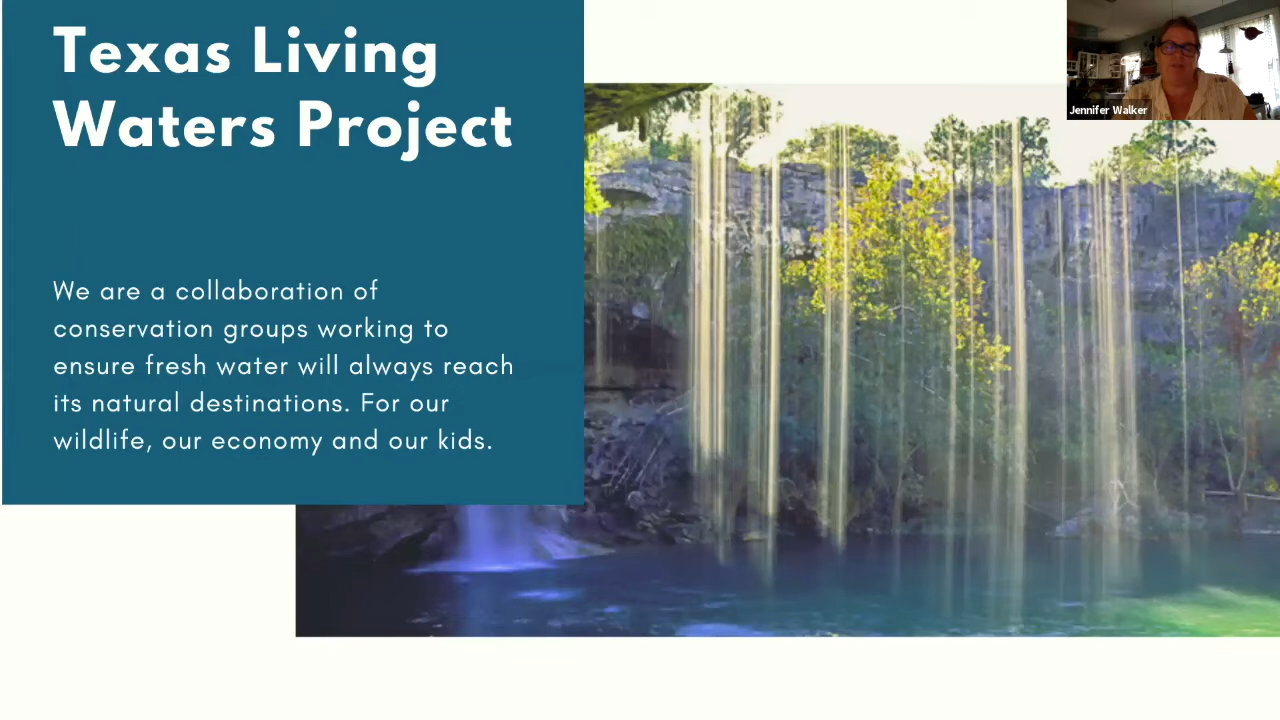 Texas Living
Waters Project
We are a collaboration of
conservation groups working to
ensure fresh water will always reach
its natural destinations. For our
wildlife, our economy and our kids.
Jennifer Walker